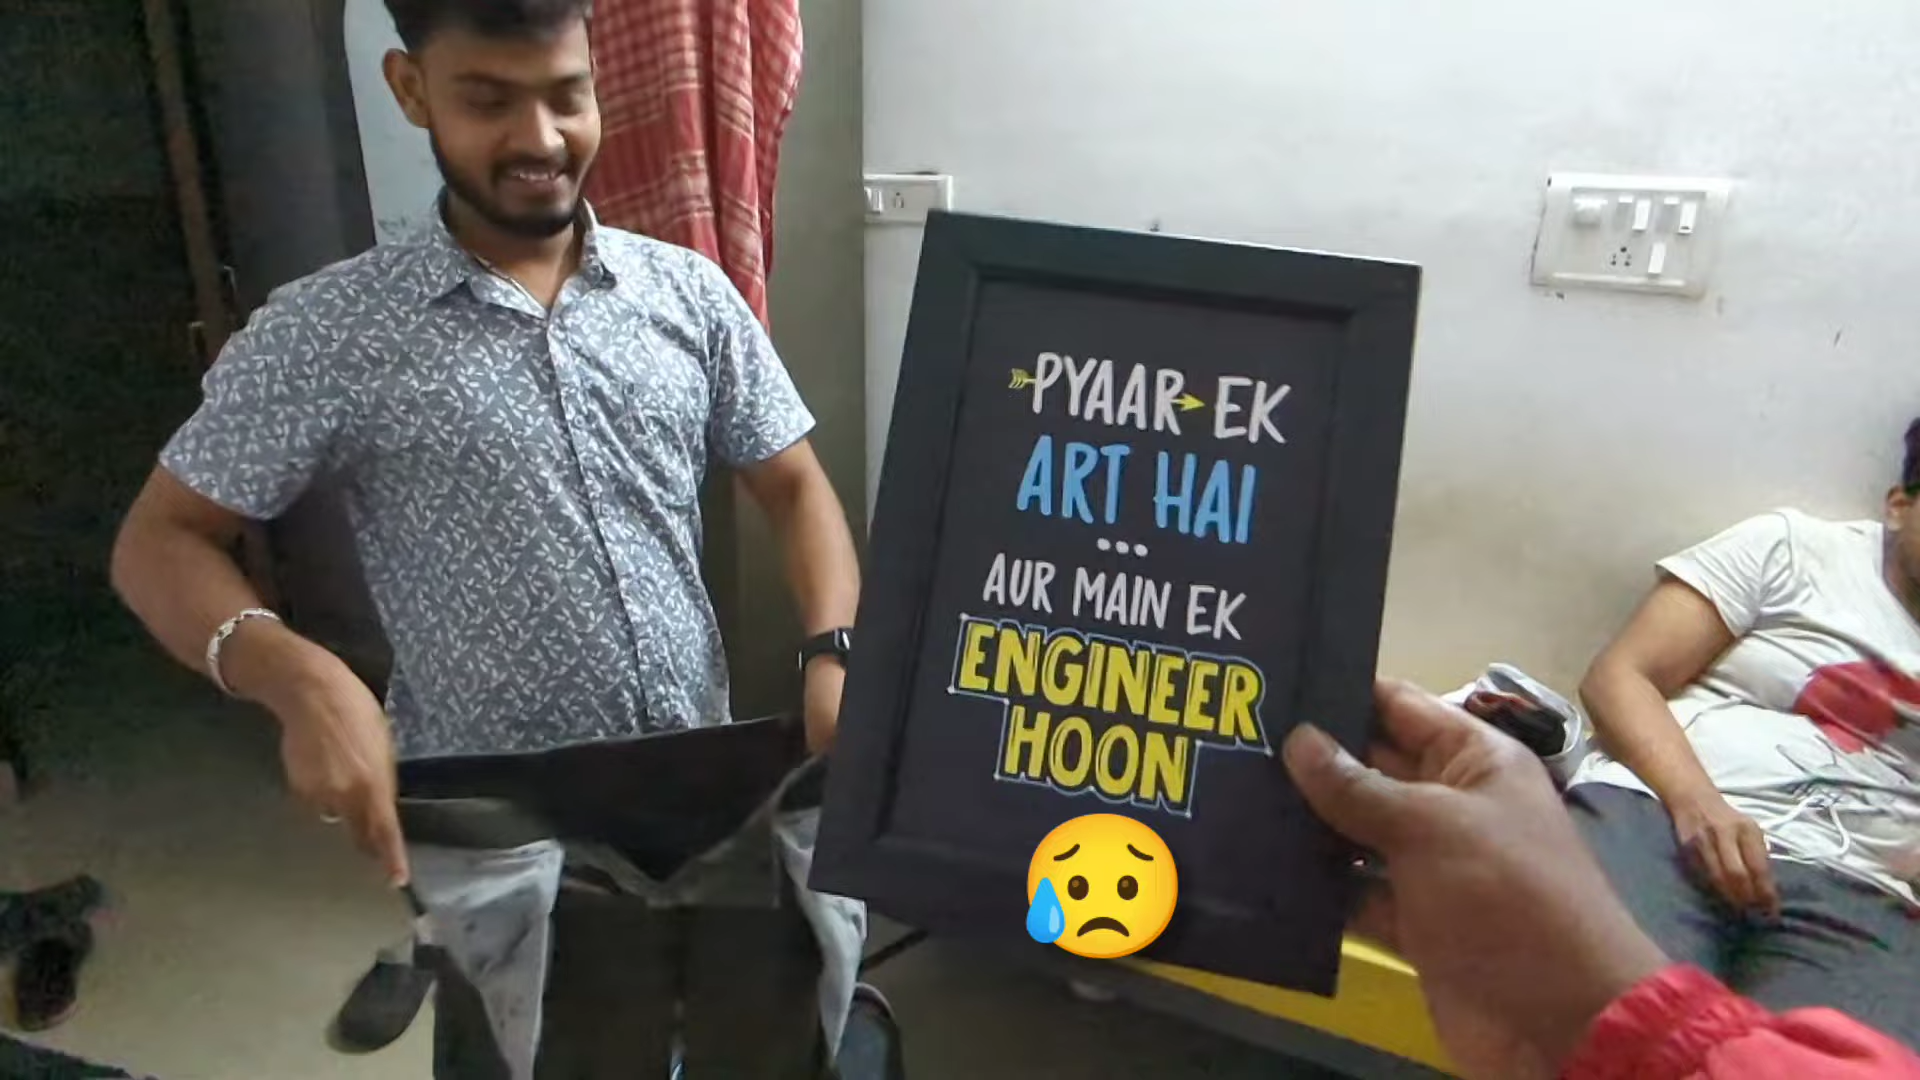 PYAAR EK
ART HAI
...
AUR MAIN EK
ENGINEER
HOON